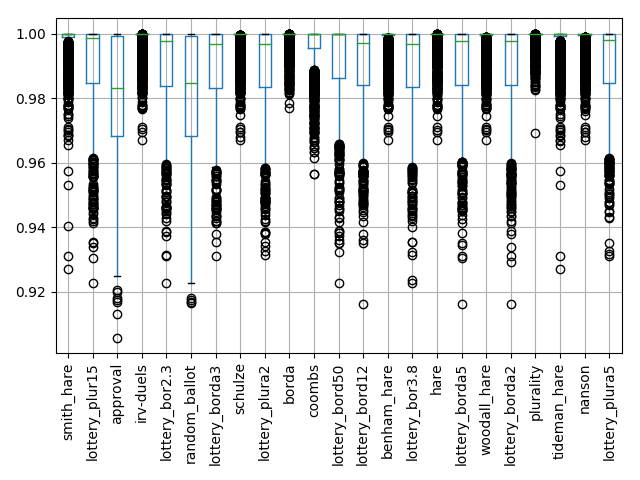 1.00
0.98
0.96
0.94
0.92
smith_hare
lottery_plur15
approval
irv-duels
lottery_bor2.3
random_ballot
lottery_borda3
schulze
lottery_plura2
borda
coombs
lottery_bord50
lottery_bord12
benham_hare
lottery_bor3.8
hare
lottery_borda5
woodall_hare
lottery_borda2
plurality
tideman_hare
nanson
lottery_plura5